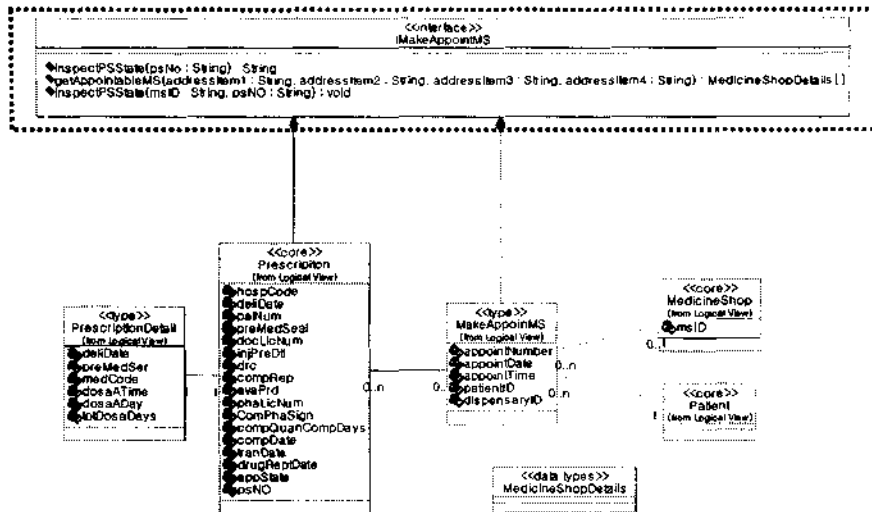 <<interface>>
IMakeAppointMS
InspectPSState(psNo : String) : String
getAppointableMS(addressItem1 : String, addressItem2 : String, addressItem3 : String, addressItem4 : String) : MedicineShopDetails[]
InspectPSState(msID : String, psNO : String) : void
<<core>>
Prescription
(from Logical View)
hospCode
deliDate
patNum
preMedSeal
docLicNum
injPreDtl
drc
compRep
avaPrd
phaLicNum
ComPhaSign
compQuanCompDays
compDate
tranDate
drugReptDate
appState
psNO
<<type>>
PrescriptionDetail
(from Logical View)
deliDate
preMedSer
medCode
dosaATime
dosaADay
totDosaDays
0..n
0..
<<type>>
MakeAppoinMS
(from Logical View)
appointNumber
appointDate
appointTime
patientID
dispensaryID
0..n
0..n
<<core>>
MedicineShop
(from Logical View)
msID
0..1
<<core>>
Patient
(from Logical View)
1
<<data types>>
MedicineShopDetails